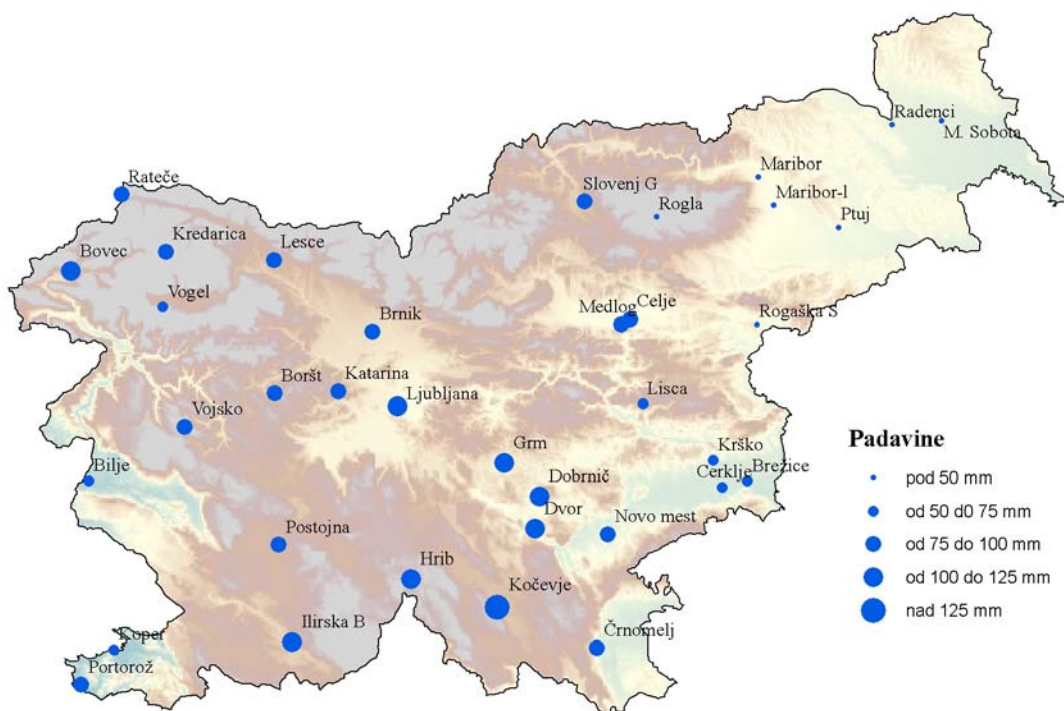 Radenci
M. Sobota
Maribor
Rateče
Slovenj G
Maribor-l
Rogla
Ptuj
Kredarica
Lesce
Bovec
Vogel
Medlog
Celje
Brnik
Rogaška S
Boršt
Katarina
Ljubljana
Lisca
Vojsko
Padavine
Grm
Krško
Bilje
Dobrnič
Cerklje
Brežice
pod 50 mm
Dvor
od 50 d0 75 mm
Postojna
Novo mest
od 75 do 100 mm
Hrib
od 100 do 125 mm
Kočevje
nad 125 mm
Ilirska B
Črnomelj
Koper
Portorož